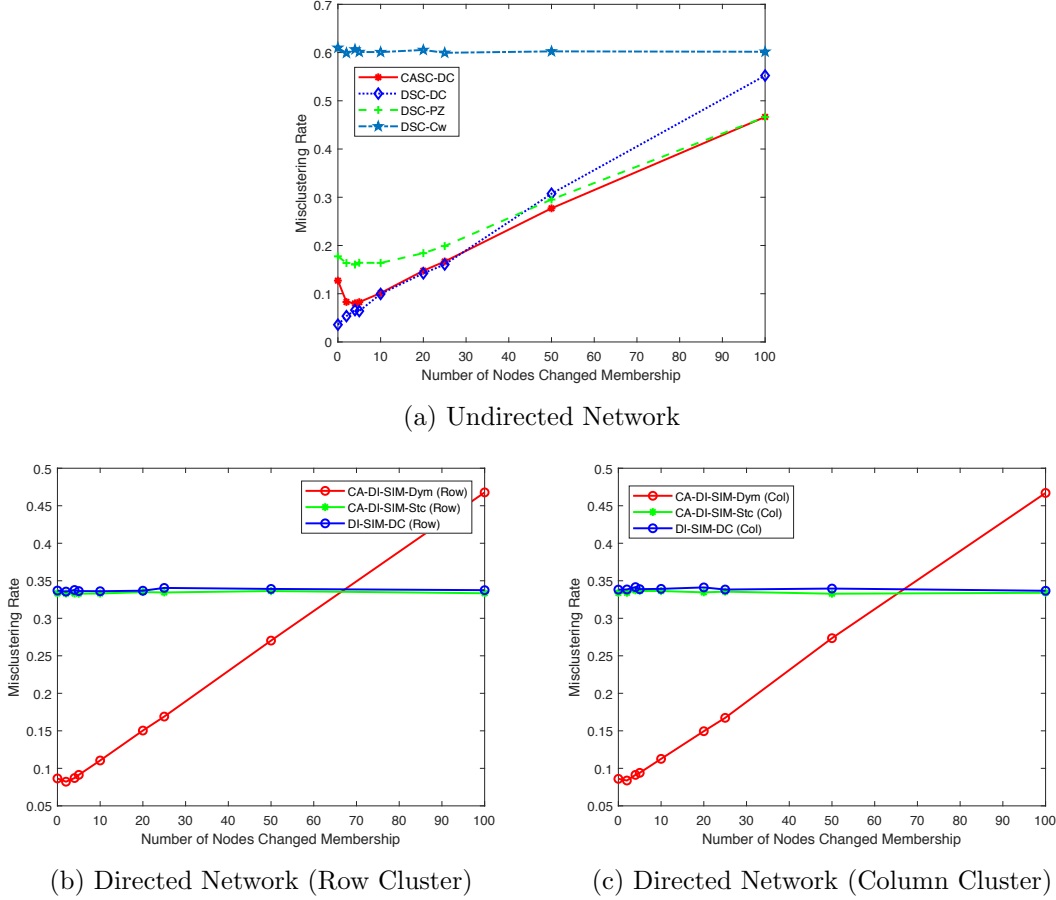 0.7
0.6
0.5
0.4
0.3
0.2
0.1
0
Misclustering Rate
CASC-DC
DSC-DC
DSC-PZ
DSC-Cw
0 10 20 30 40 50 60 70 80 90 100
Number of Nodes Changed Membership
(a) Undirected Network
0.5
0.45
0.4
0.35
0.3
0.25
0.2
0.15
0.1
0.05
Misclustering Rate
CA-DI-SIM-Dym (Row)
CA-DI-SIM-Stc (Row)
DI-SIM-DC (Row)
0 10 20 30 40 50 60 70 80 90 100
Number of Nodes Changed Membership
(b) Directed Network (Row Cluster)
0.5
0.45
0.4
0.35
0.3
0.25
0.2
0.15
0.1
0.05
Misclustering Rate
CA-DI-SIM-Dym (Col)
CA-DI-SIM-Stc (Col)
DI-SIM-DC (Col)
0 10 20 30 40 50 60 70 80 90 100
Number of Nodes Changed Membership
(c) Directed Network (Column Cluster)